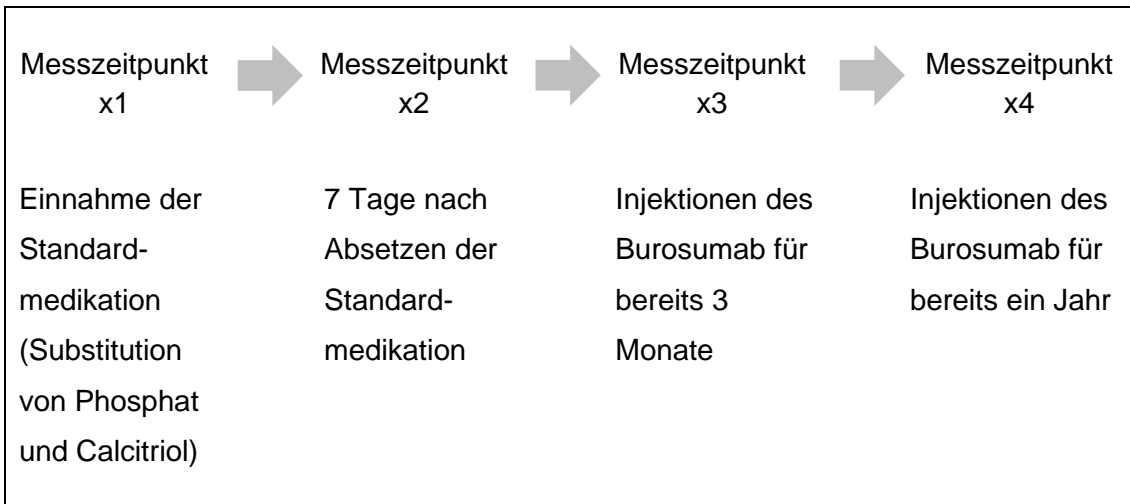 Messzeitpunkt
x1
Messzeitpunkt
x2
Messzeitpunkt
x3
Messzeitpunkt
x4
Einnahme der
Standard-
medikation
(Substitution
von Phosphat
und Calcitriol)
7 Tage nach
Absetzen der
Standard-
medikation
Injektionen des
Burosumab für
bereits 3
Monate
Injektionen des
Burosumab für
bereits ein Jahr